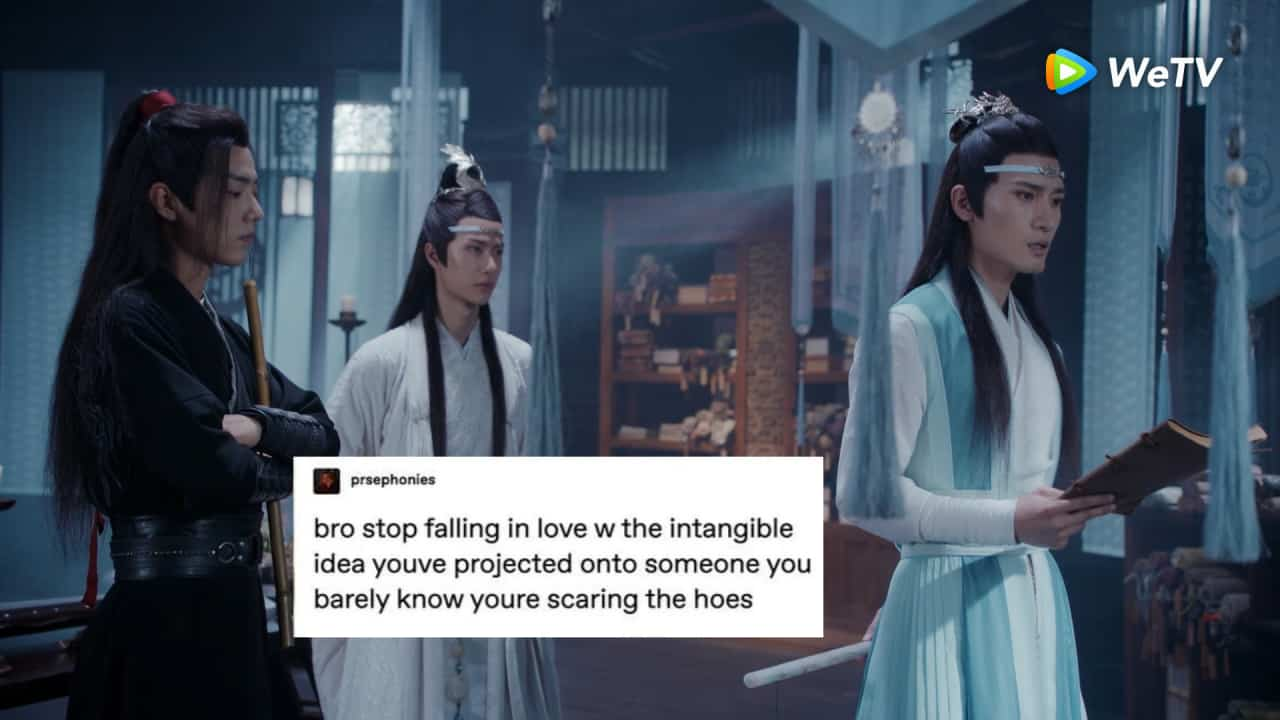 WeTV
prsephonies
bro stop falling in love w the intangible
idea youve projected onto someone you
barely know youre scaring the hoes